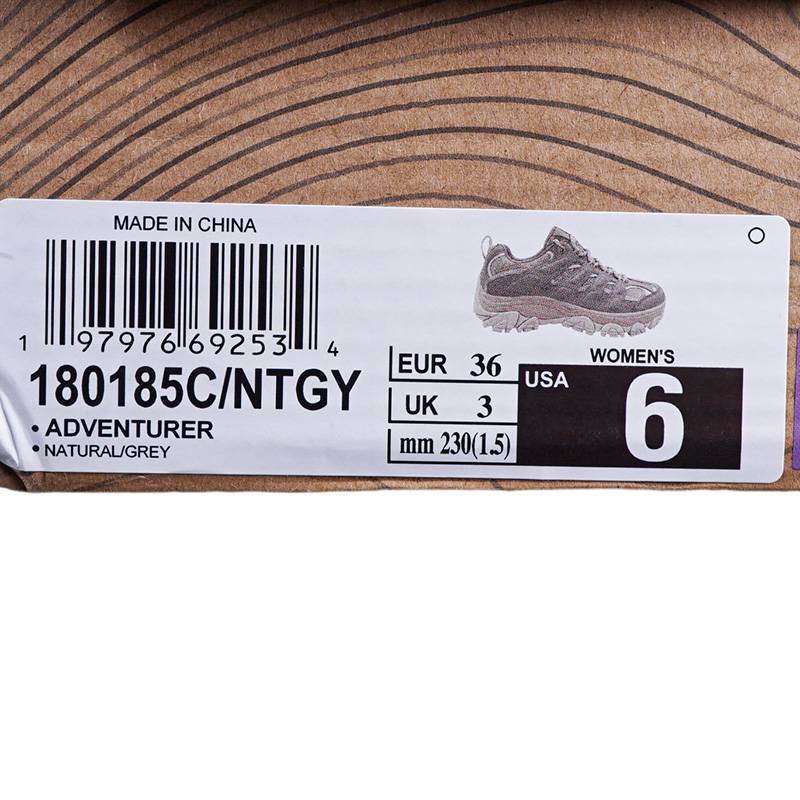 MADE IN CHINA
1 97976 69253 4
180185C/NTGY
• ADVENTURER
• NATURAL/GREY
EUR 36
UK 3
mm 230(1.5)
WOMEN'S
USA 6